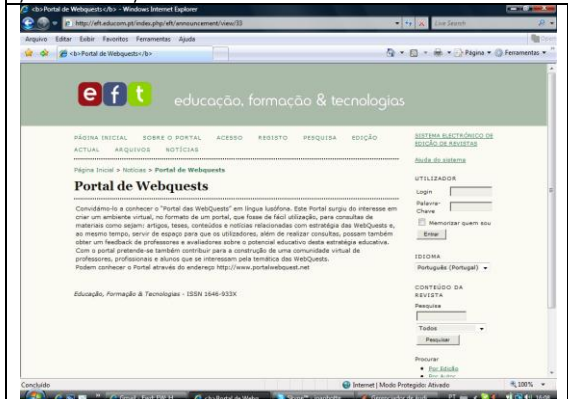 <b>Portal de Webquests</b> - Windows Internet Explorer
http://eft.educom.pt/index.php/eft/announcement/view/33
Live Search
Arquivo Editar Exibir Favoritos Ferramentas Ajuda
<b>Portal de Webquests</b>
Página Ferramentas
eft educação, formação & tecnologias
PÁGINA INICIAL SOBRE O PORTAL ACESSO REGISTO PESQUISA EDIÇÃO
ACTUAL ARQUIVOS NOTÍCIAS
Página Inicial > Notícias > Portal de Webquests
Portal de Webquests
Convidámo-lo a conhecer o "Portal das WebQuests" em língua lusófona. Este Portal surgiu do interesse em
criar um ambiente virtual, no formato de um portal, que fosse de fácil utilização, para consultas de
materiais como sejam: artigos, teses, conteúdos e notícias relacionadas com estratégia das WebQuests e,
ao mesmo tempo, servir de espaço para que os utilizadores, além de realizar consultas, possam também
obter um feedback de professores e avaliadores sobre o potencial educativo desta estratégia educativa.
Com o portal pretende-se também contribuir para a construção de uma comunidade virtual de
professores, profissionais e alunos que se interessam pela temática das WebQuests.
Podem conhecer o Portal através do endereço http://www.portalwebquest.net
Educação, Formação & Tecnologias - ISSN 1646-933X
SISTEMA ELECTRÓNICO DE
EDIÇÃO DE REVISTAS
Ajuda do sistema
UTILIZADOR
Login
Palavra-
Chave
Memorizar quem sou
Entrar
IDIOMA
Português (Portugal)
CONTEÚDO DA
REVISTA
Pesquisa
Todos
Pesquisar
Procurar
Por Edição
Por Autor
Concluído
Internet | Modo Protegido: Ativado
100%
PT
16:08